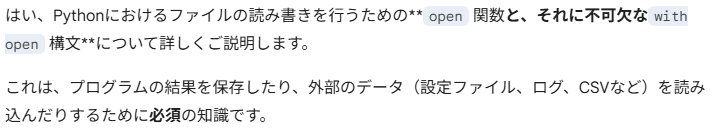 はい、Pythonにおけるファイルの読み書きを行うための** open 関数と、それに不可欠な with
open 構文**について詳しくご説明します。
これは、プログラムの結果を保存したり、外部のデータ（設定ファイル、ログ、CSVなど）を読み
込んだりするために必須の知識です。